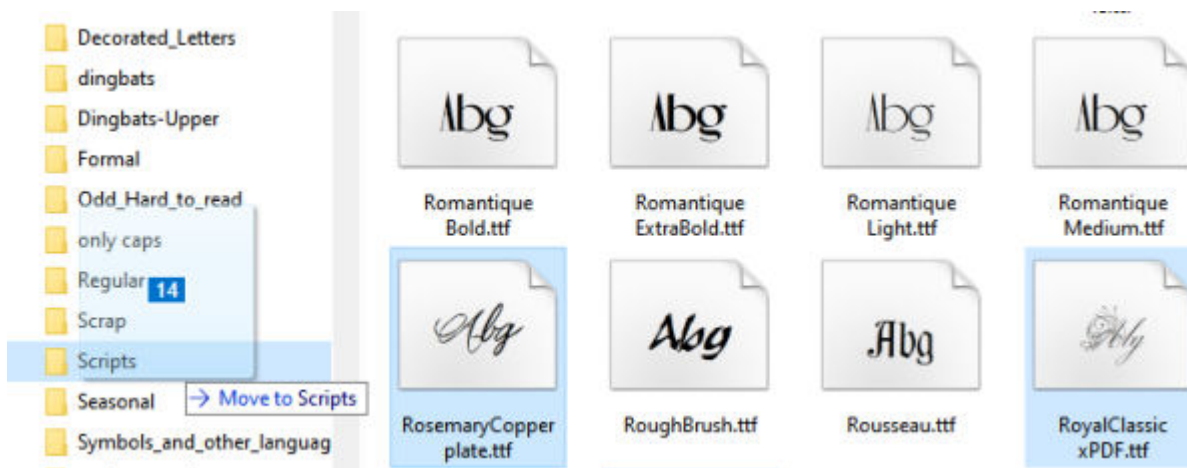 Decorated_Letters
dingbats
Dingbats-Upper
Formal
Odd_Hard_to_read
only caps
Regular
14
Scrap
Scripts
Seasonal
→ Move to Scripts
Symbols_and_other_languag
Abg
Abg
Abg
Abg
Romantique
Bold.ttf
Romantique
ExtraBold.ttf
Romantique
Light.ttf
Romantique
Medium.ttf
Abg
Abg
Abg
RosemaryCopper
plate.ttf
RoughBrush.ttf
Rousseau.ttf
RoyalClassic
xPDF.ttf